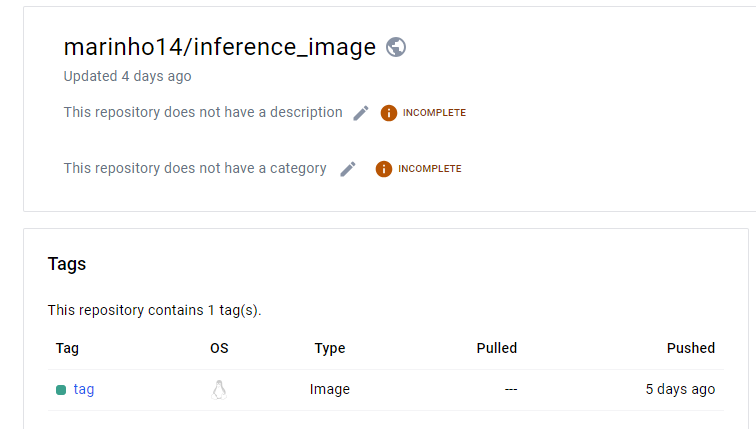 marinho14/inference_image
Updated 4 days ago
This repository does not have a description INCOMPLETE
This repository does not have a category INCOMPLETE
Tags
This repository contains 1 tag(s).
Tag OS Type Pulled Pushed
tag Image --- 5 days ago